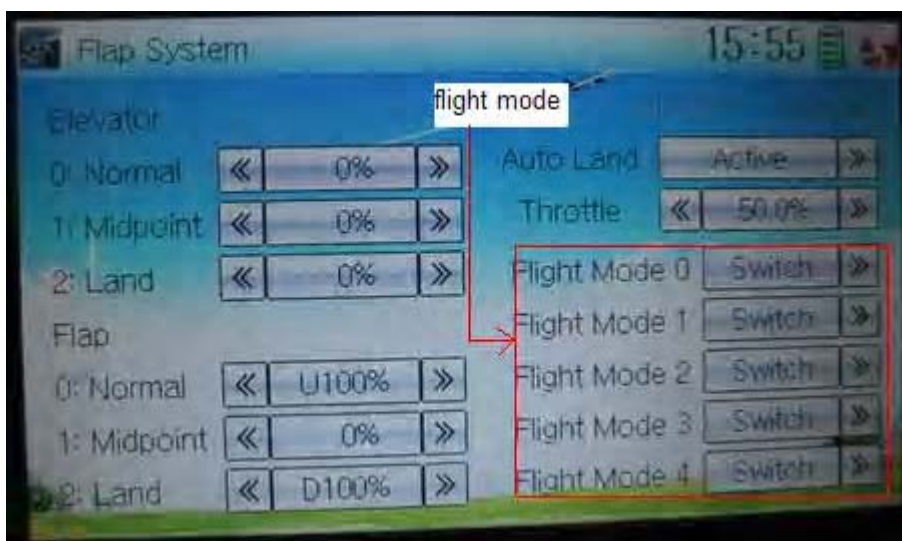 Flap System 15:55
flight mode
Elevator
0: Normal 0%
1: Midpoint 0%
2: Land 0%
Flap
0: Normal U100%
1: Midpoint 0%
2: Land D100%
Auto Land Active
Throttle 50.0%
Flight Mode 0 Switch
Flight Mode 1 Switch
Flight Mode 2 Switch
Flight Mode 3 Switch
Flight Mode 4 Switch